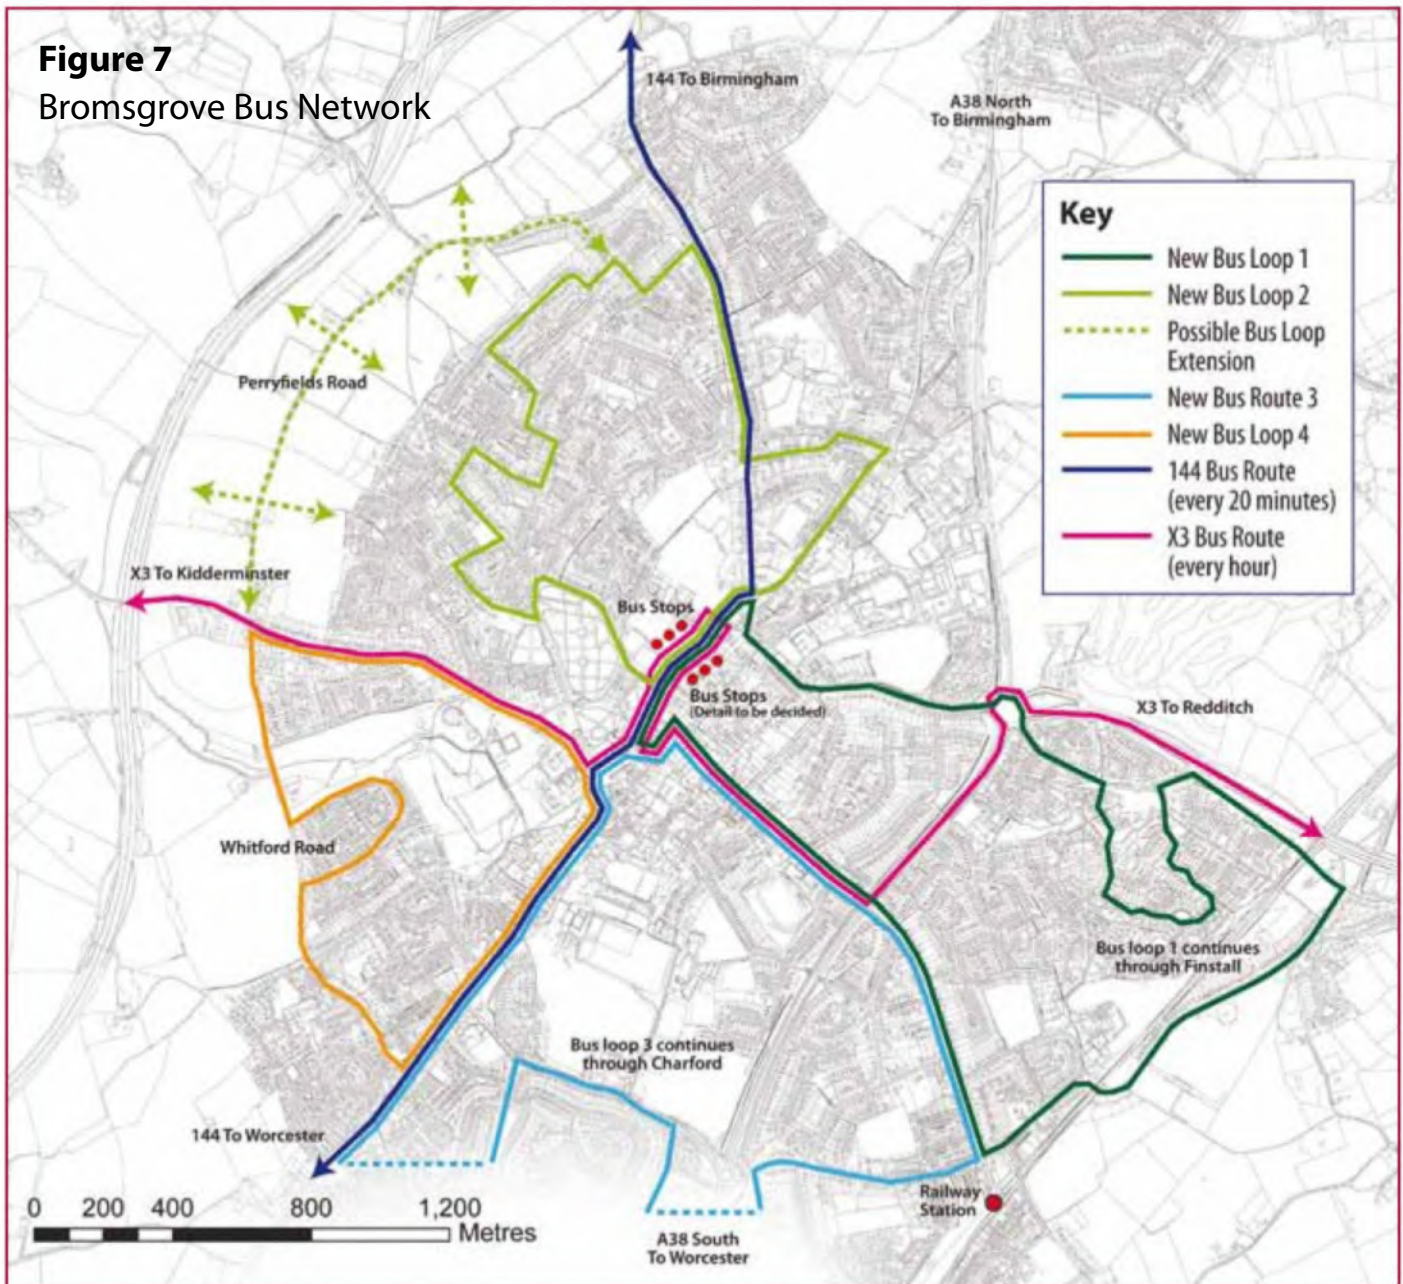 Figure 7
Bromsgrove Bus Network
144 To Birmingham
A38 North
To Birmingham
Key
New Bus Loop 1
New Bus Loop 2
Possible Bus Loop
Extension
New Bus Route 3
New Bus Loop 4
144 Bus Route
(every 20 minutes)
X3 Bus Route
(every hour)
Perryfields Road
X3 To Kidderminster
Bus Stops
Bus Stops
(Detail to be decided)
X3 To Redditch
Whitford Road
Bus loop 1 continues
through Finstall
Bus loop 3 continues
through Charford
144 To Worcester
Railway
Station
A38 South
To Worcester
0 200 400 800 1,200
Metres